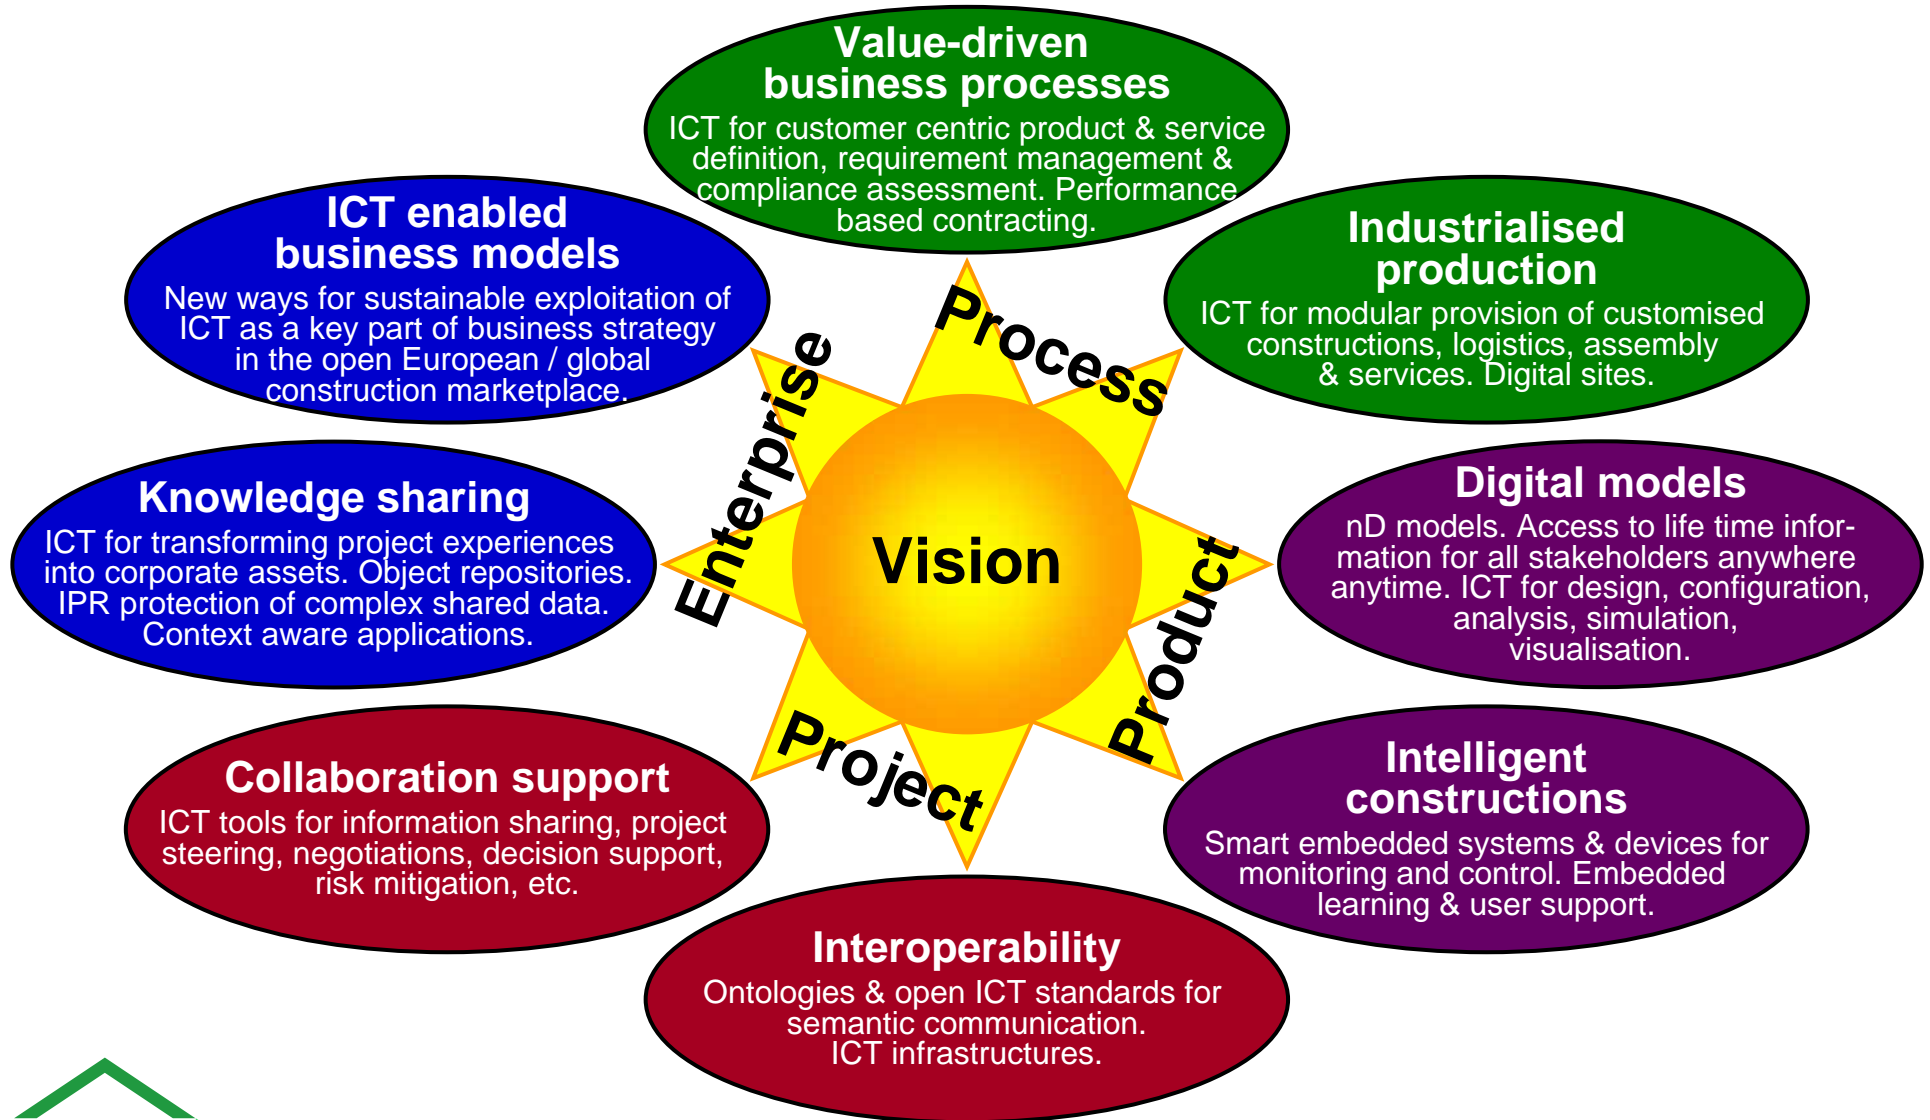 Value-driven
business processes
ICT for customer centric product & service
definition, requirement management &
compliance assessment. Performance
based contracting.
ICT enabled
business models
New ways for sustainable exploitation of
ICT as a key part of business strategy
in the open European / global
construction marketplace.
Industrialised
production
ICT for modular provision of customised
constructions, logistics, assembly
& services. Digital sites.
Process
Enterprise
Vision
Product
Project
Knowledge sharing
ICT for transforming project experiences
into corporate assets. Object repositories.
IPR protection of complex shared data.
Context aware applications.
Digital models
nD models. Access to life time infor-
mation for all stakeholders anywhere
anytime. ICT for design, configuration,
analysis, simulation,
visualisation.
Collaboration support
ICT tools for information sharing, project
steering, negotiations, decision support,
risk mitigation, etc.
Intelligent
constructions
Smart embedded systems & devices for
monitoring and control. Embedded
learning & user support.
Interoperability
Ontologies & open ICT standards for
semantic communication.
ICT infrastructures.